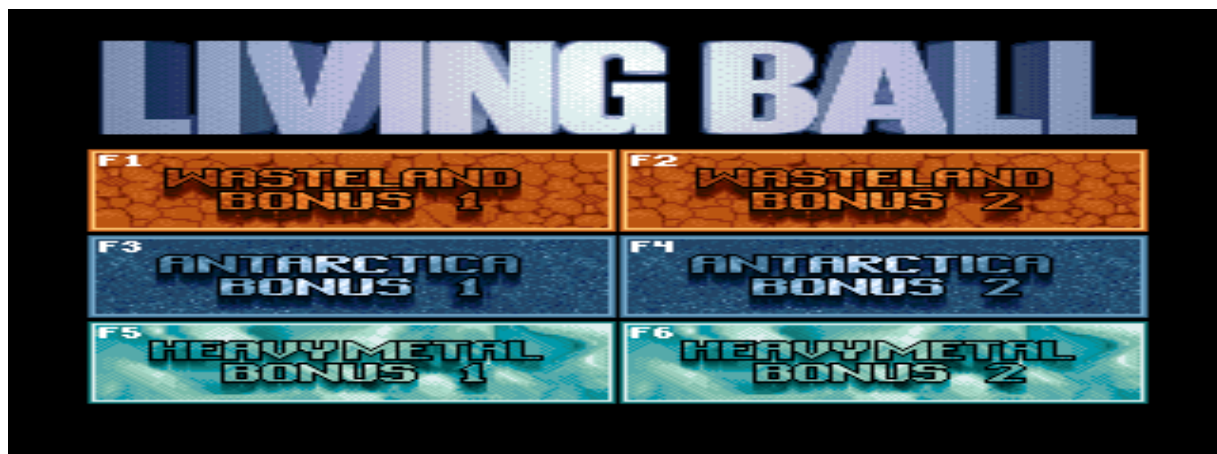 LIVING BALL
F1
WASTELAND
BONUS 1
F2
WASTELAND
BONUS 2
F3
ANTARCTICA
BONUS 1
F4
ANTARCTICA
BONUS 2
F5
HEAVY METAL
BONUS 1
F6
HEAVY METAL
BONUS 2